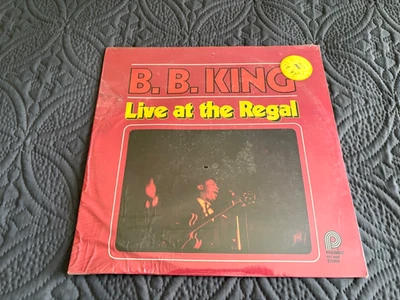 B. B. KING
Live at the Regal